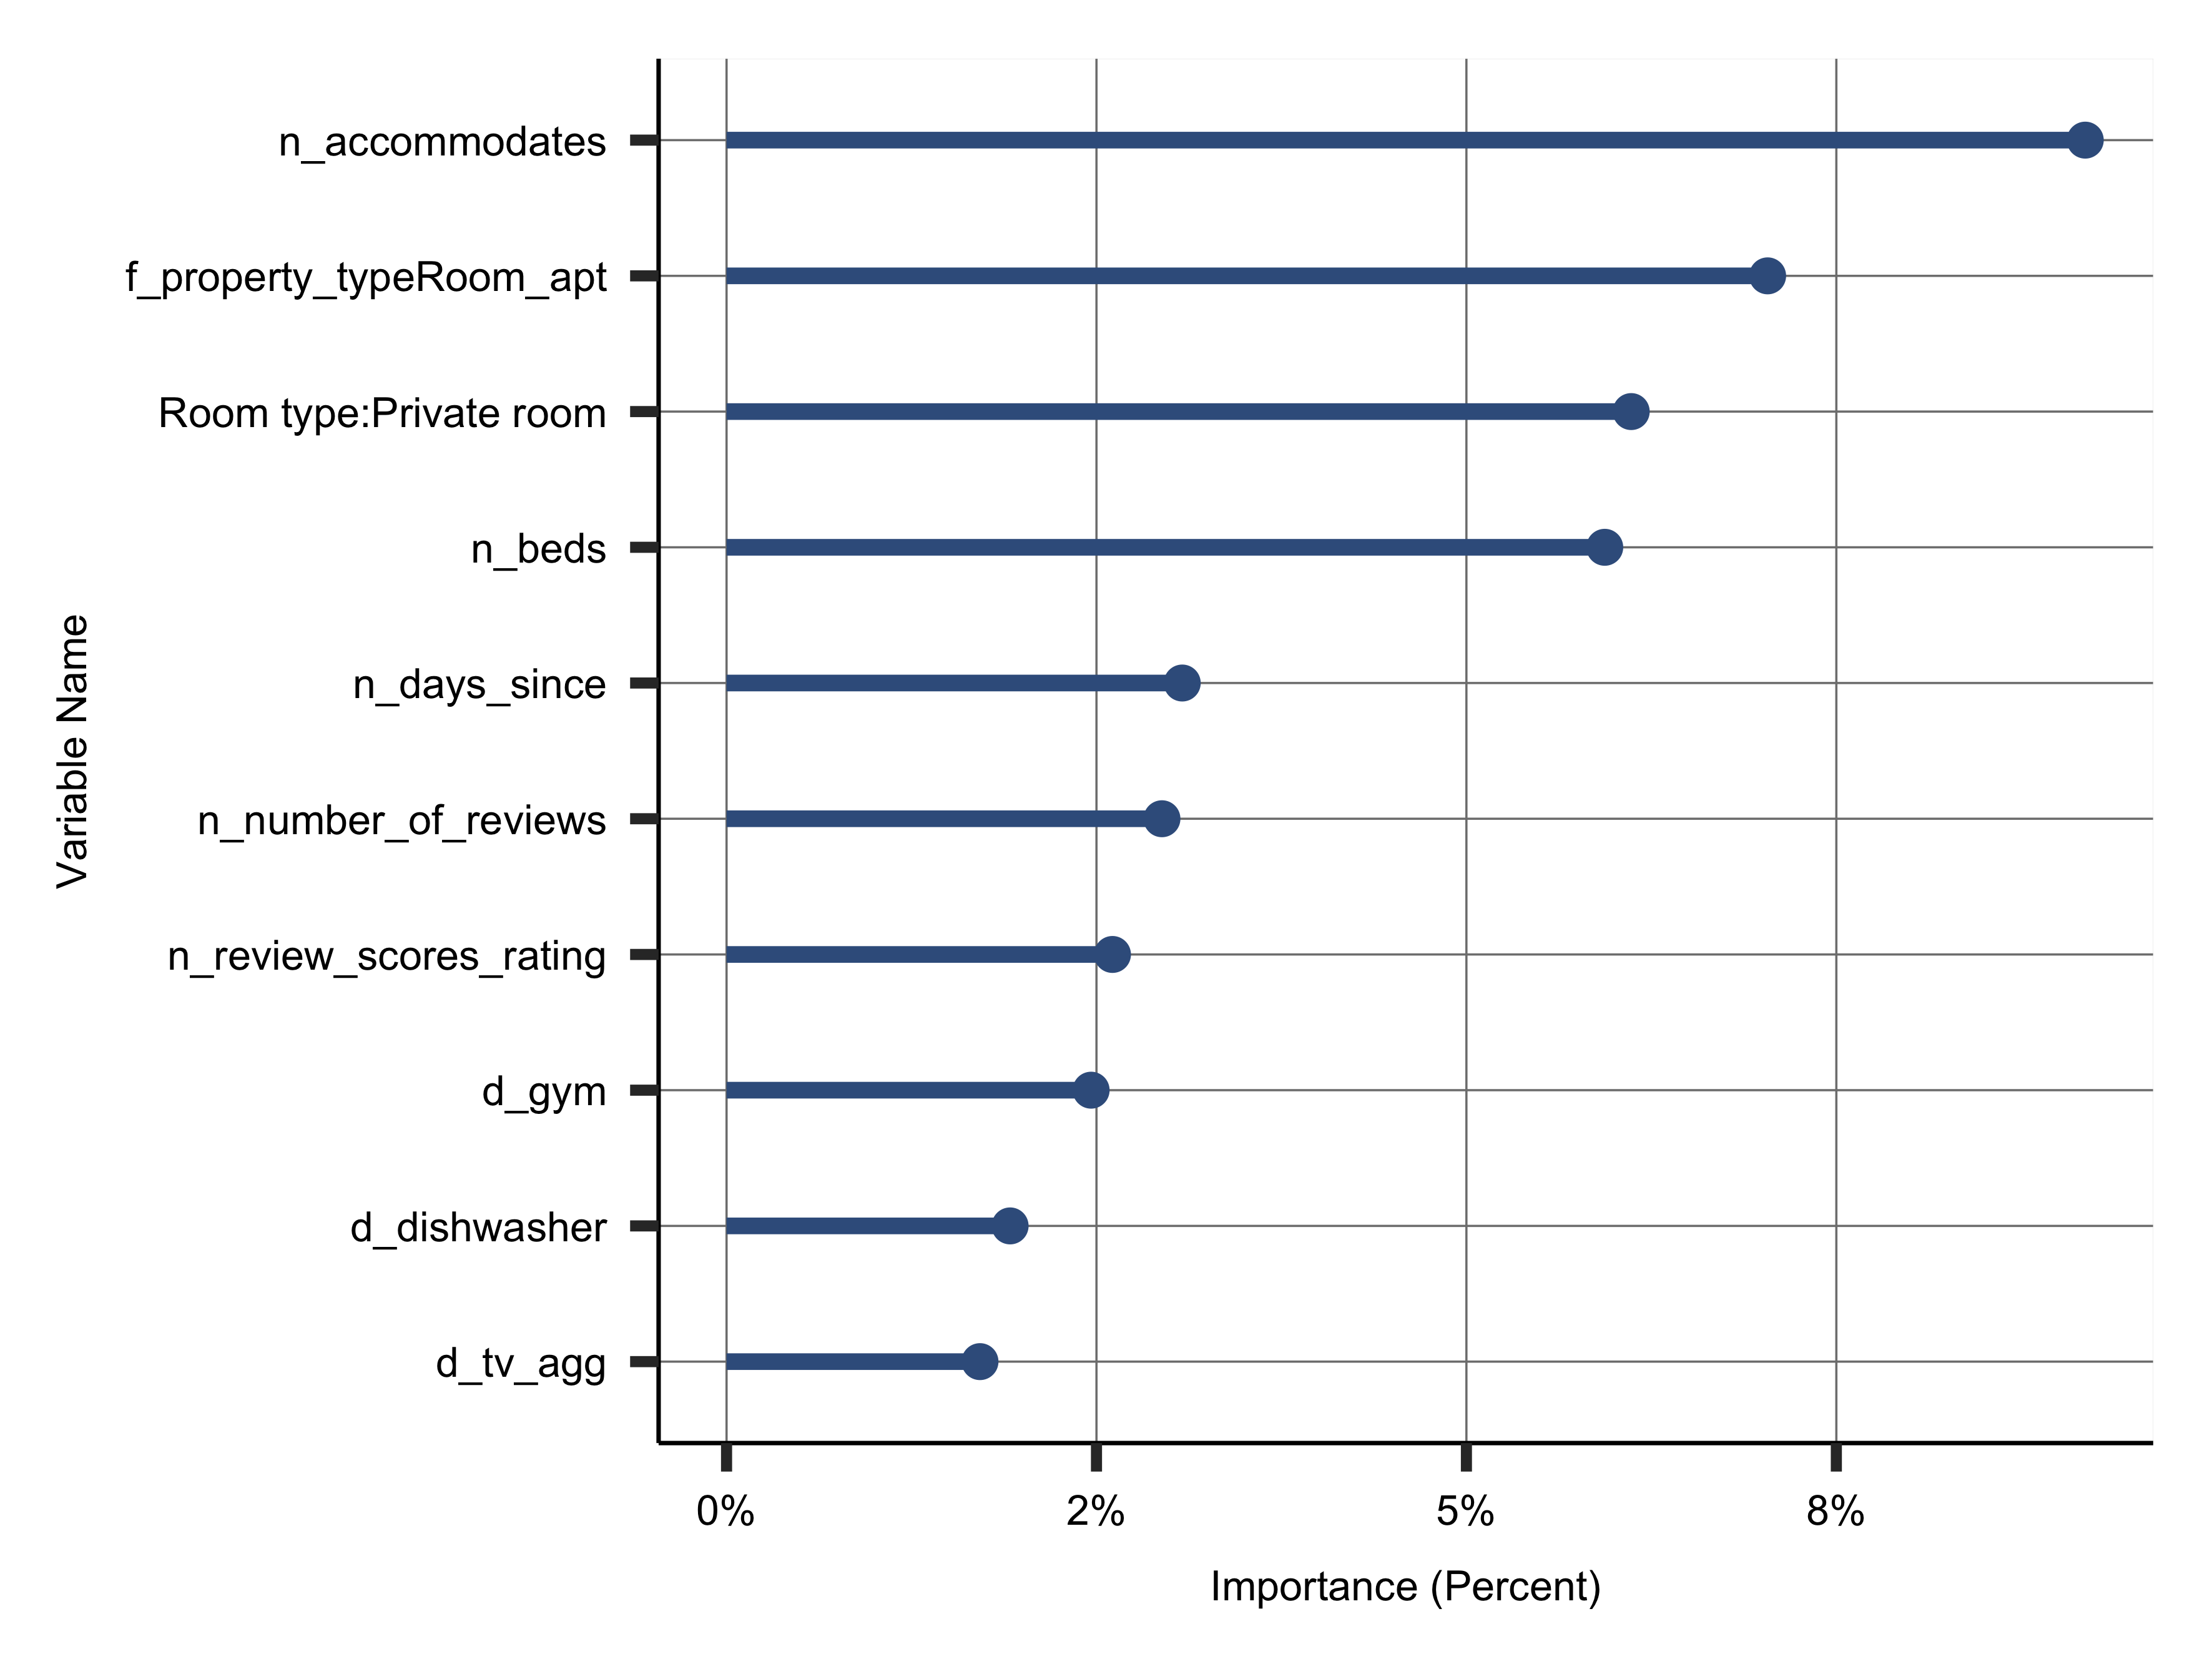 n_accommodates
f_property_typeRoom_apt
Room type:Private room
n_beds
n_days_since
n_number_of_reviews
n_review_scores_rating
d_gym
d_dishwasher
d_tv_agg
Variable Name
0% 2% 5% 8%
Importance (Percent)